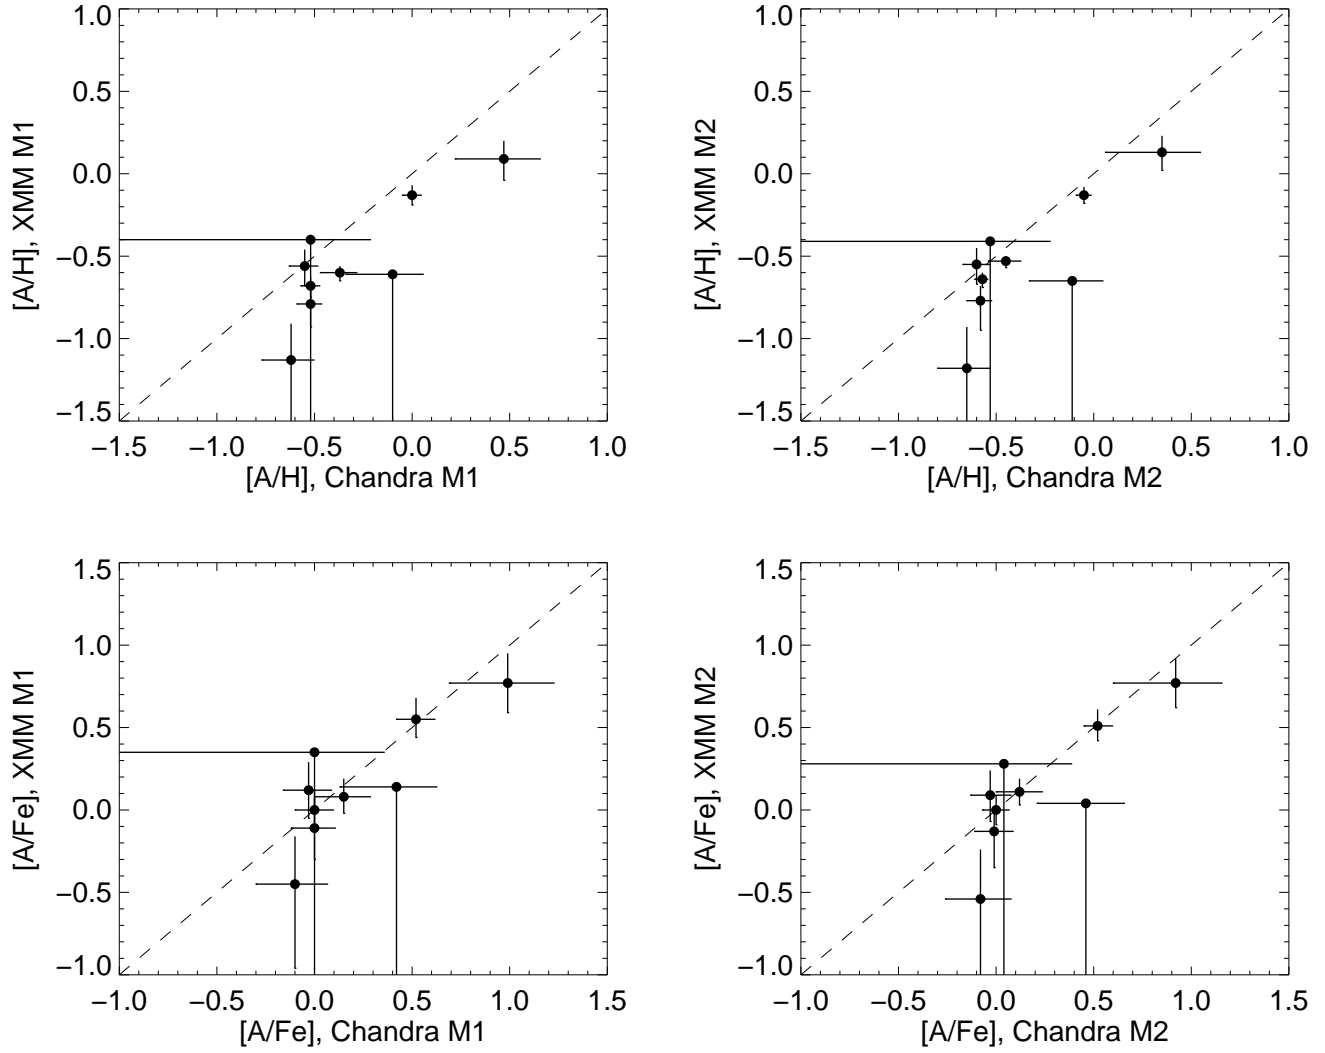 1.0
0.5
0.0
−0.5
−1.0
−1.5
[A/H], XMM M1
−1.5 −1.0 −0.5 0.0 0.5 1.0
[A/H], Chandra M1
1.0
0.5
0.0
−0.5
−1.0
−1.5
[A/H], XMM M2
−1.5 −1.0 −0.5 0.0 0.5 1.0
[A/H], Chandra M2
1.5
1.0
0.5
0.0
−0.5
−1.0
[A/Fe], XMM M1
−1.0 −0.5 0.0 0.5 1.0 1.5
[A/Fe], Chandra M1
1.5
1.0
0.5
0.0
−0.5
−1.0
[A/Fe], XMM M2
−1.0 −0.5 0.0 0.5 1.0 1.5
[A/Fe], Chandra M2